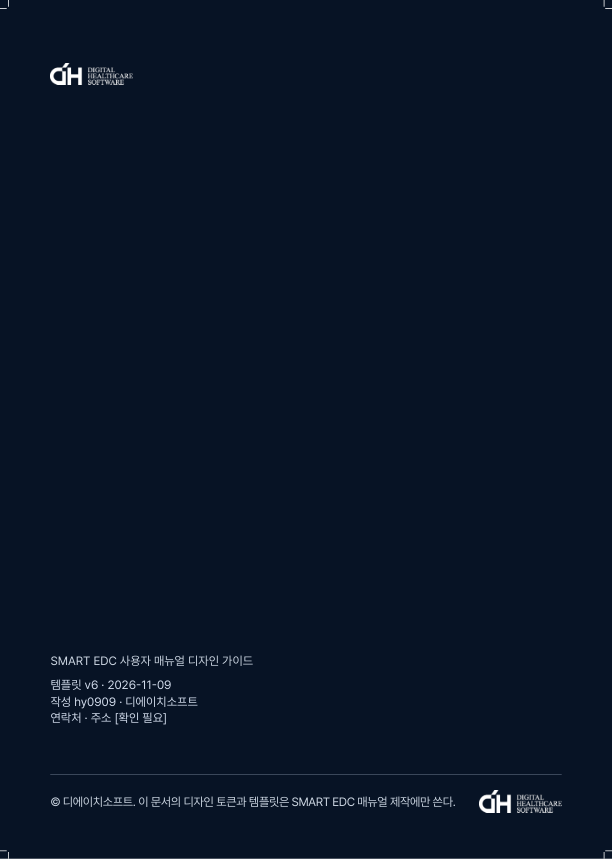 DH DIGITAL
HEALTHCARE
SOFTWARE
SMART EDC 사용자 매뉴얼 디자인 가이드
템플릿 v6 · 2026-11-09
작성 hy0909 · 디에이치소프트
연락처 · 주소 [확인 필요]
© 디에이치소프트. 이 문서의 디자인 토큰과 템플릿은 SMART EDC 매뉴얼 제작에만 쓴다.
DH DIGITAL
HEALTHCARE
SOFTWARE